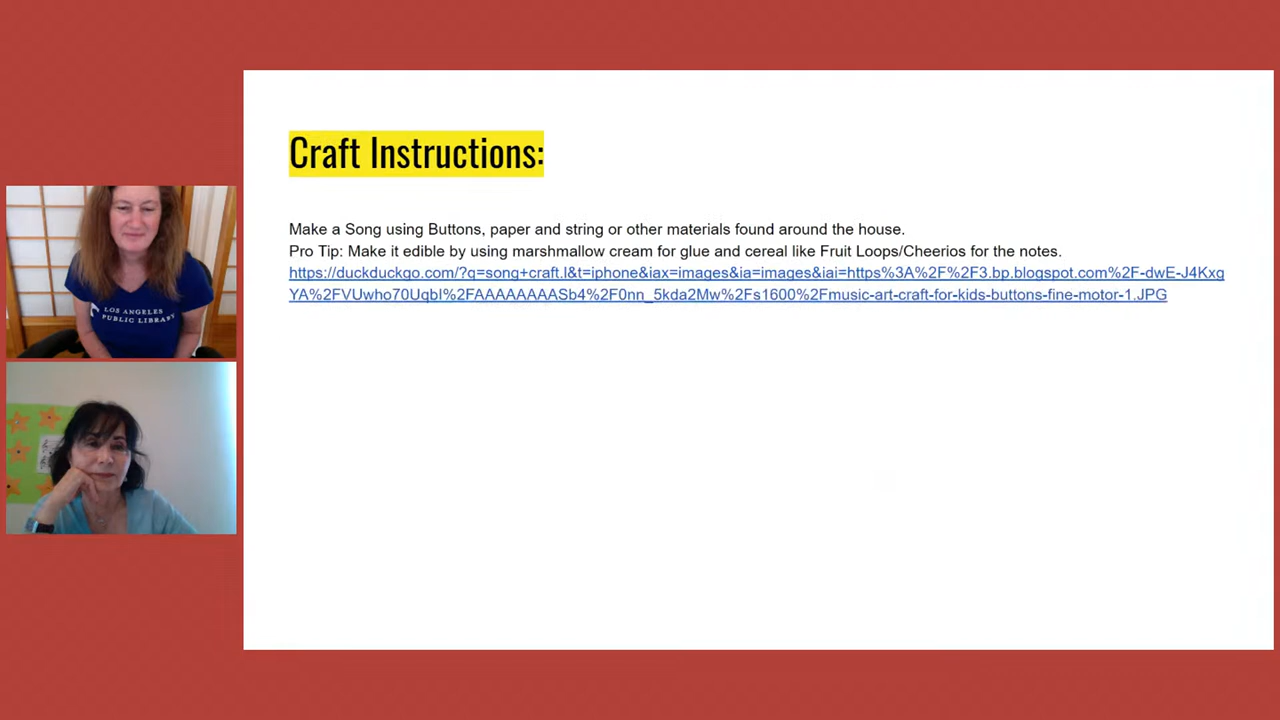 Craft Instructions:
Make a Song using Buttons, paper and string or other materials found around the house.
Pro Tip: Make it edible by using marshmallow cream for glue and cereal like Fruit Loops/Cheerios for the notes.
https://duckduckgo.com/?q=song+craft.l&t=iphone&iax=images&ia=images&iai=https%3A%2F%2F3.bp.blogspot.com%2F-dwE-J4Kxg
YA%2FVUwho70UqbI%2FAAAAAAAASb4%2F0nn_5kda2Mw%2Fs1600%2Fmusic-art-craft-for-kids-buttons-fine-motor-1.JPG
LOS ANGELES
PUBLIC LIBRARY